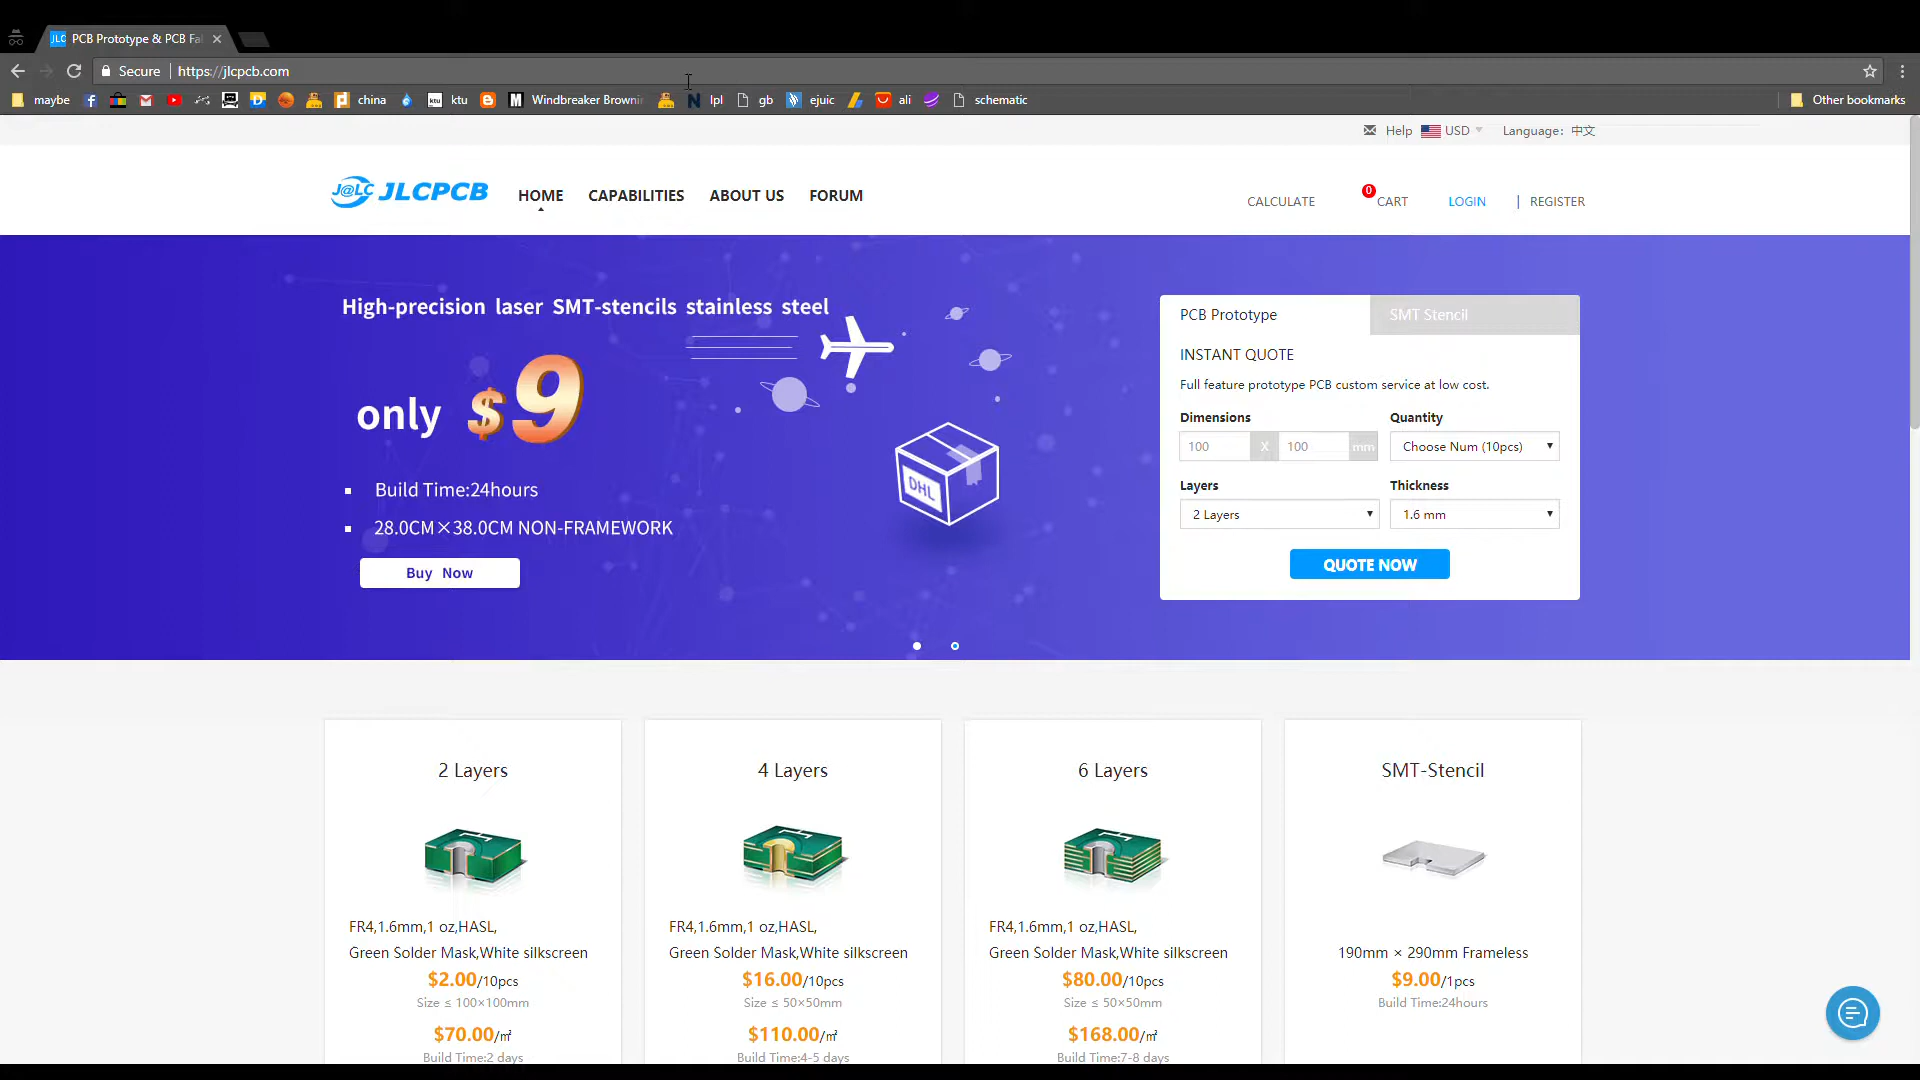 JLC PCB Prototype & PCB Fa
Secure https://jlcpcb.com
maybe china ktu ktu Windbreaker Browni lpl gb ejuic ali schematic Other bookmarks
Help USD Language: 中文
J@LC JLCPCB HOME CAPABILITIES ABOUT US FORUM CALCULATE 0 CART LOGIN | REGISTER
High-precision laser SMT-stencils stainless steel
only $9
Build Time:24hours
28.0CM×38.0CM NON-FRAMEWORK
Buy Now
DHL
PCB Prototype SMT Stencil
INSTANT QUOTE
Full feature prototype PCB custom service at low cost.
Dimensions Quantity
100 X 100 mm Choose Num (10pcs)
Layers Thickness
2 Layers 1.6 mm
QUOTE NOW
2 Layers
FR4,1.6mm,1 oz,HASL,
Green Solder Mask,White silkscreen
$2.00/10pcs
Size ≤ 100×100mm
$70.00/㎡
Build Time:2 days
4 Layers
FR4,1.6mm,1 oz,HASL,
Green Solder Mask,White silkscreen
$16.00/10pcs
Size ≤ 50×50mm
$110.00/㎡
Build Time:4-5 days
6 Layers
FR4,1.6mm,1 oz,HASL,
Green Solder Mask,White silkscreen
$80.00/10pcs
Size ≤ 50×50mm
$168.00/㎡
Build Time:7-8 days
SMT-Stencil
190mm × 290mm Frameless
$9.00/1pcs
Build Time:24hours